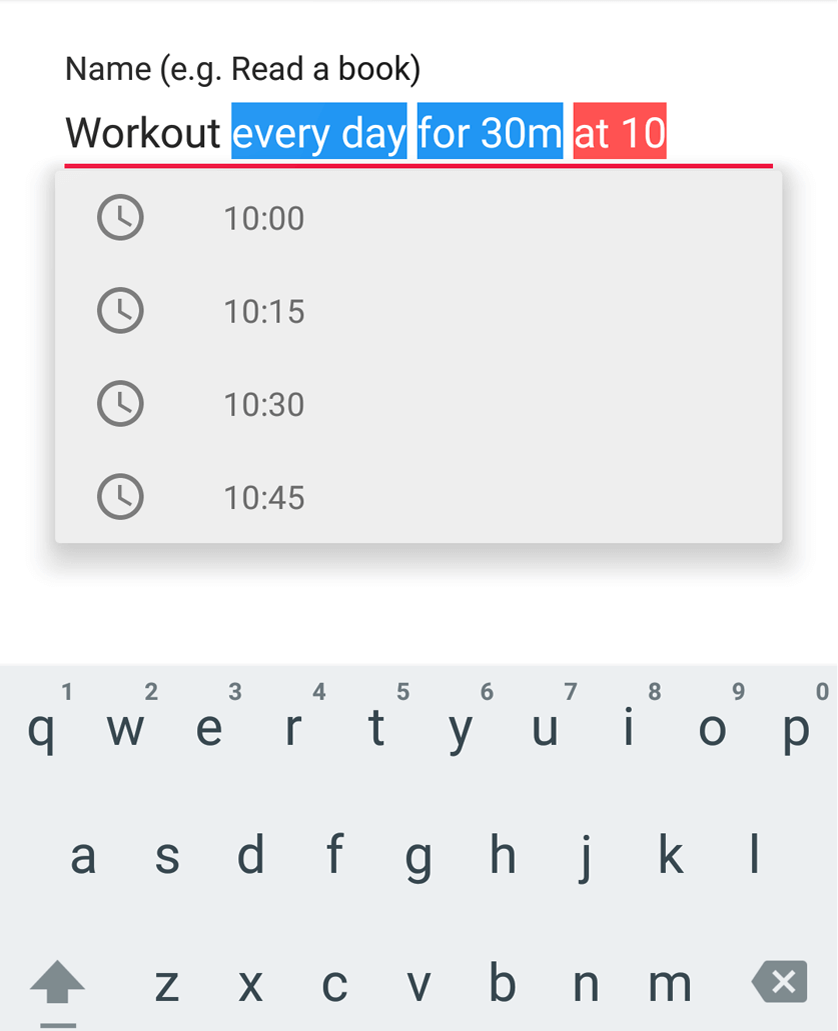 Name (e.g. Read a book)
Workout every day for 30m at 10
10:00
10:15
10:30
10:45
1 2 3 4 5 6 7 8 9 0
q w e r t y u i o p
a s d f g h j k l
z x c v b n m